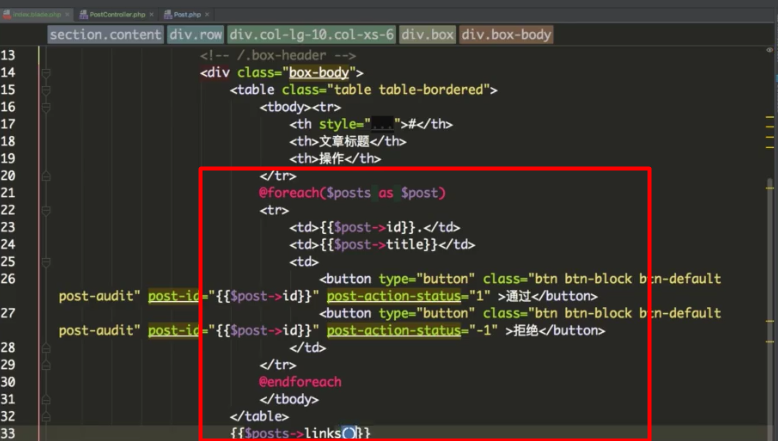 index.blade.php × PostController.php × Post.php ×
section.content div.row div.col-lg-10.col-xs-6 div.box div.box-body
13 <!-- /.box-header -->
14 <div class="box-body">
15 <table class="table table-bordered">
16 <tbody><tr>
17 <th style="...">#</th>
18 <th>文章标题</th>
19 <th>操作</th>
20 </tr>
21 @foreach($posts as $post)
22 <tr>
23 <td>{{$post->id}}.</td>
24 <td>{{$post->title}}</td>
25 <td>
26 <button type="button" class="btn btn-block btn-default
post-audit" post-id="{{$post->id}}" post-action-status="1" >通过</button>
27 <button type="button" class="btn btn-block btn-default
post-audit" post-id="{{$post->id}}" post-action-status="-1" >拒绝</button>
28 </td>
29 </tr>
30 @endforeach
31 </tbody>
32 </table>
33 {{$posts->links()}}